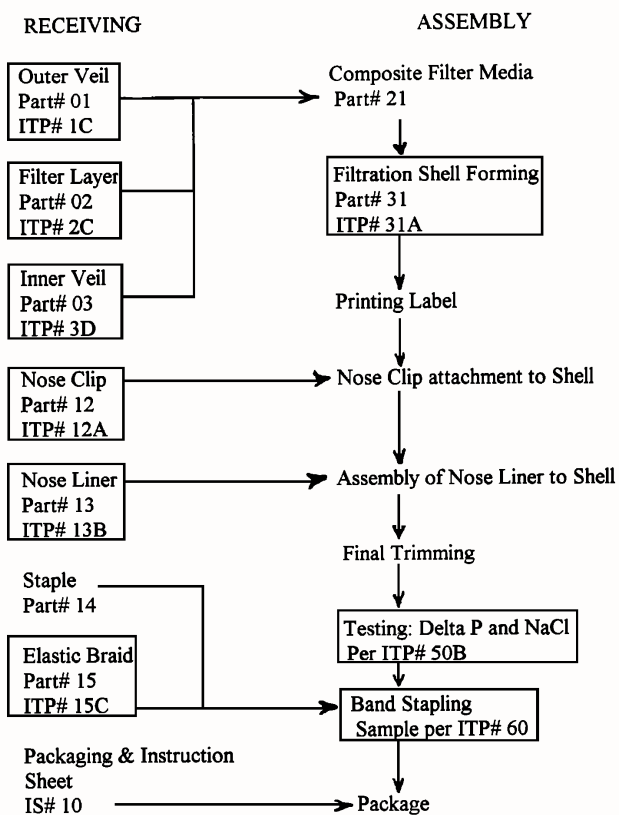 RECEIVING
ASSEMBLY
Outer Veil
Part# 01
ITP# 1C
Filter Layer
Part# 02
ITP# 2C
Inner Veil
Part# 03
ITP# 3D
Nose Clip
Part# 12
ITP# 12A
Nose Liner
Part# 13
ITP# 13B
Staple
Part# 14
Elastic Braid
Part# 15
ITP# 15C
Packaging & Instruction
Sheet
IS# 10
Composite Filter Media
Part# 21
Filtration Shell Forming
Part# 31
ITP# 31A
Printing Label
Nose Clip attachment to Shell
Assembly of Nose Liner to Shell
Final Trimming
Testing: Delta P and NaCl
Per ITP# 50B
Band Stapling
Sample per ITP# 60
Package